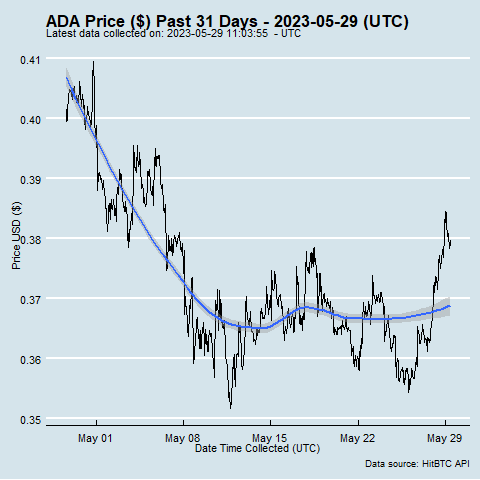 ADA Price ($) Past 31 Days - 2023-05-29 (UTC)
Latest data collected on: 2023-05-29 11:03:55 - UTC
0.41
0.40
0.39
0.38
0.37
0.36
0.35
Price USD ($)
May 01
May 08
May 15
May 22
May 29
Date Time Collected (UTC)
Data source: HitBTC API